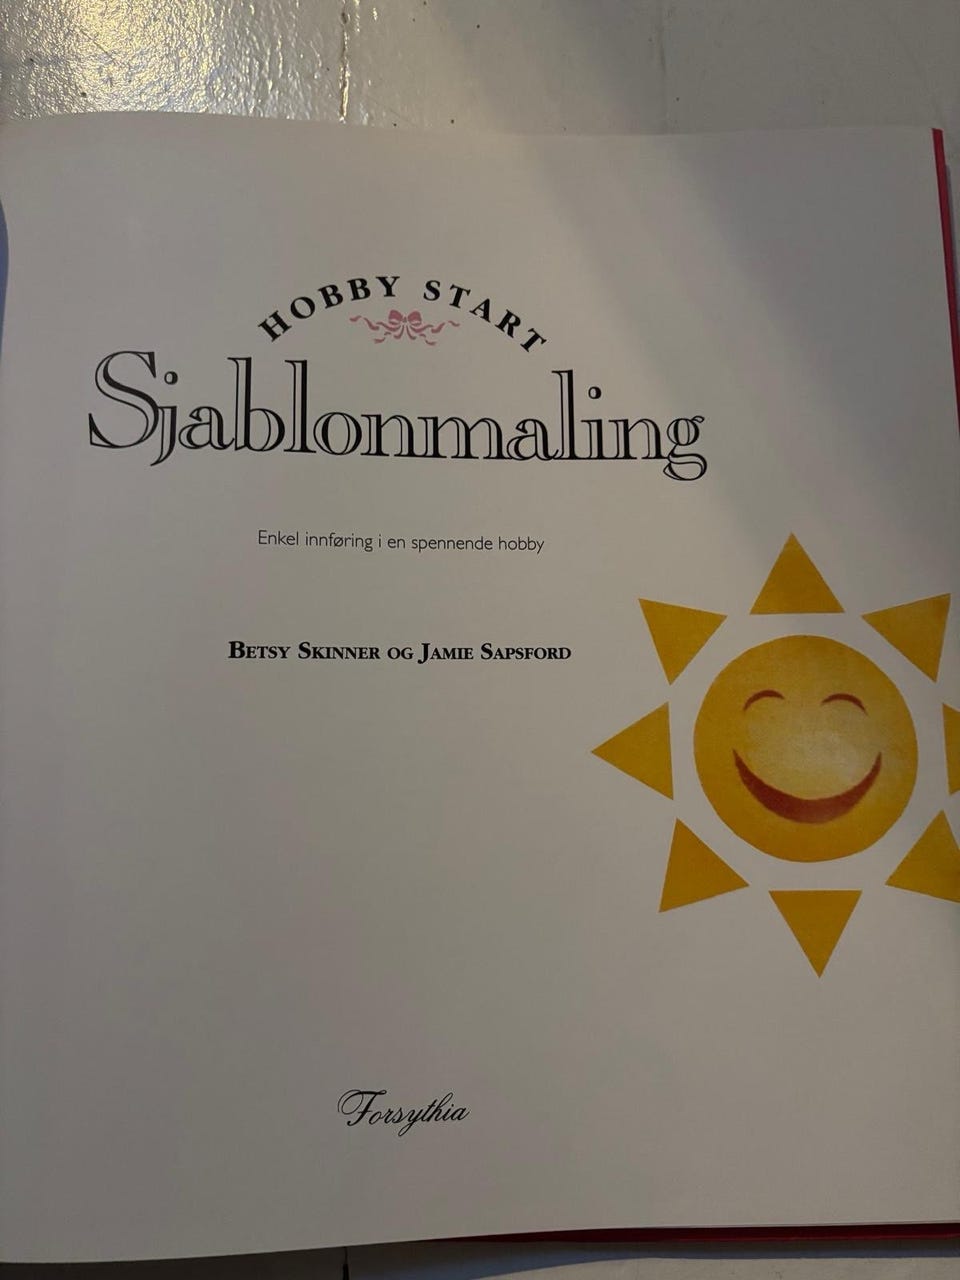 HOBBY START
Sjablonmaling
Enkel innføring i en spennende hobby
BETSY SKINNER OG JAMIE SAPSFORD
Forsythia